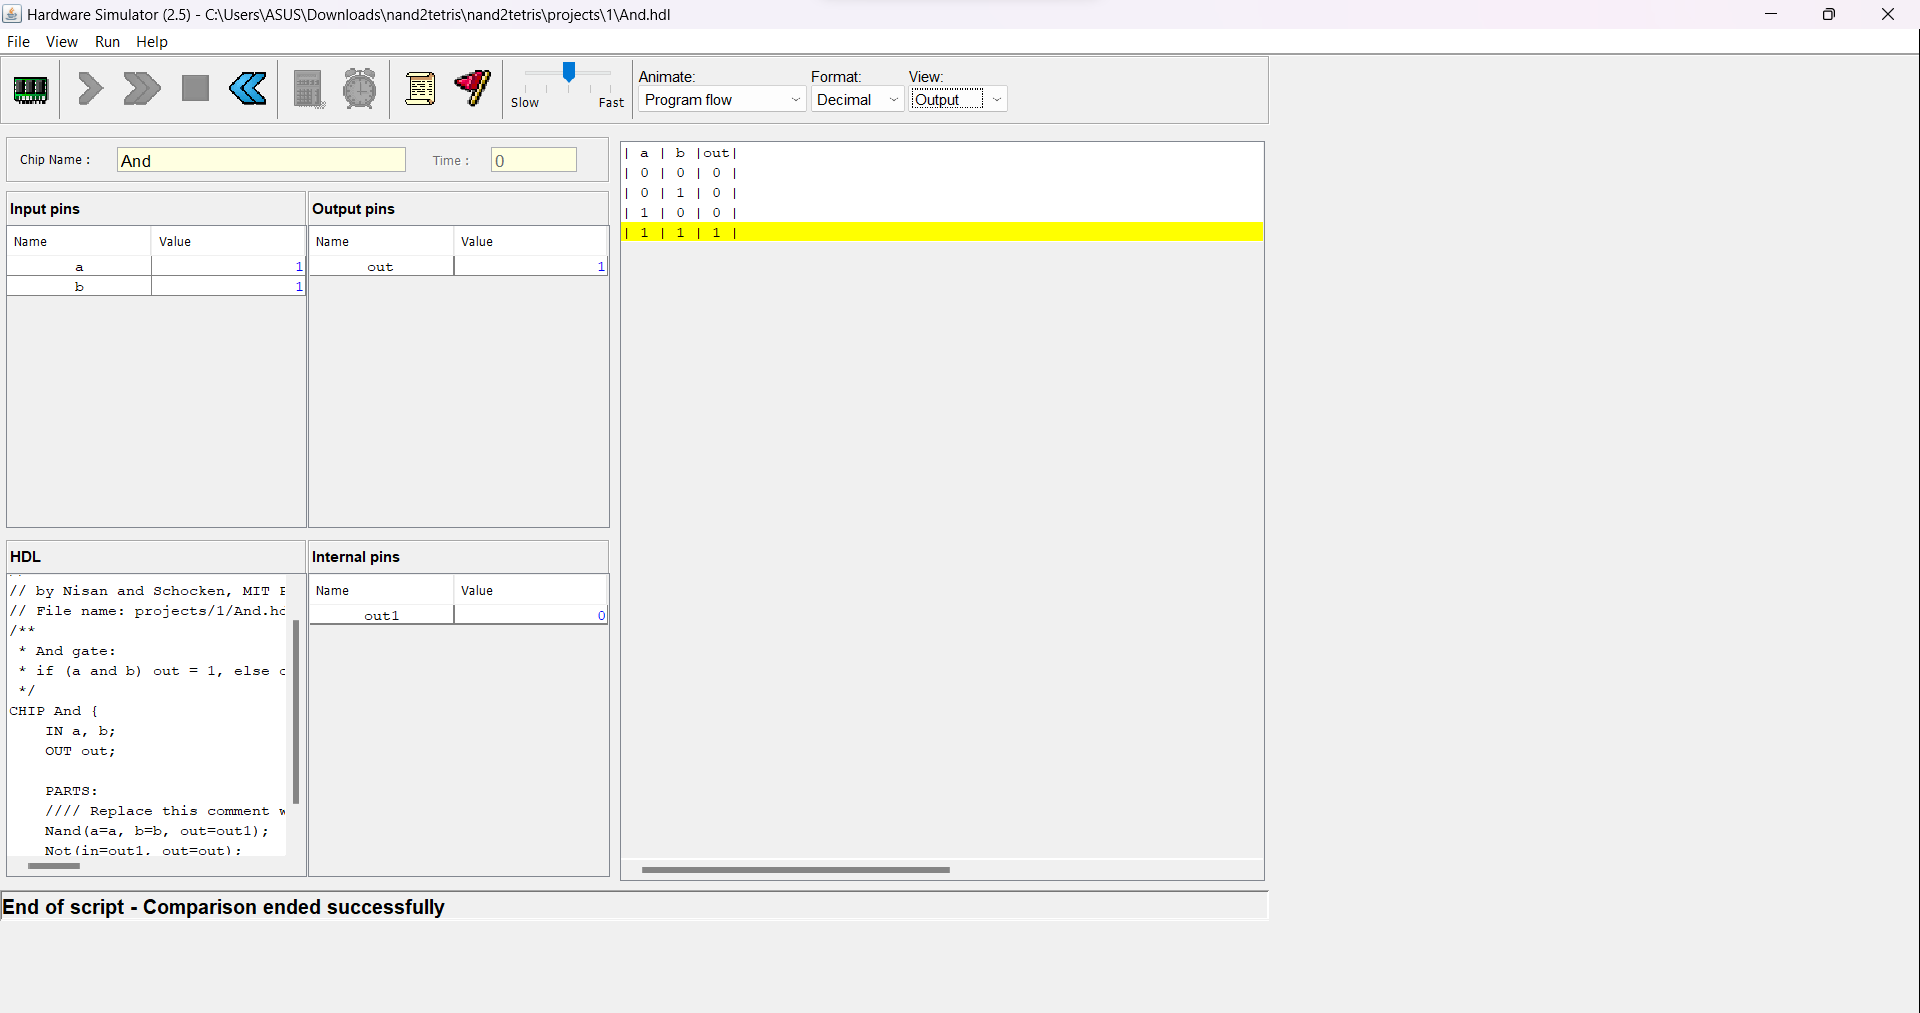 Hardware Simulator (2.5) - C:\Users\ASUS\Downloads\nand2tetris\nand2tetris\projects\1\And.hdl
File View Run Help
Slow Fast
Animate: Format: View:
Program flow Decimal Output
Chip Name : And Time : 0
Input pins
Name Value
a 1
b 1
Output pins
Name Value
out 1
| a | b |out|
| 0 | 0 | 0 |
| 0 | 1 | 0 |
| 1 | 0 | 0 |
| 1 | 1 | 1 |
HDL
// by Nisan and Schocken, MIT
// File name: projects/1/And.
/**
* And gate:
* if (a and b) out = 1, else
*/
CHIP And {
IN a, b;
OUT out;
PARTS:
//// Replace this comment
Nand(a=a, b=b, out=out1);
Not(in=out1, out=out);
Internal pins
Name Value
out1 0
End of script - Comparison ended successfully